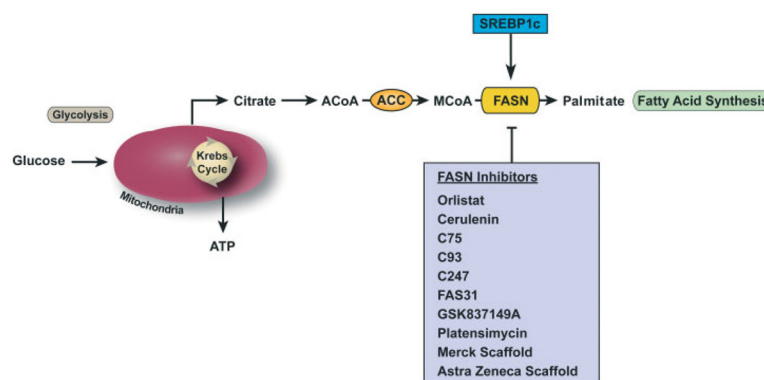 SREBP1c
Citrate
ACoA
ACC
MCoA
FASN
Palmitate
Fatty Acid Synthesis
Glycolysis
Glucose
Krebs
Cycle
Mitochondria
ATP
FASN Inhibitors
Orlistat
Cerulenin
C75
C93
C247
FAS31
GSK837149A
Platensimycin
Merck Scaffold
Astra Zeneca Scaffold